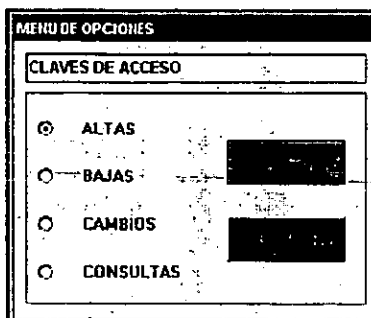 MENU DE OPCIONES
CLAVES DE ACCESO
ALTAS
BAJAS
CAMBIOS
CONSULTAS